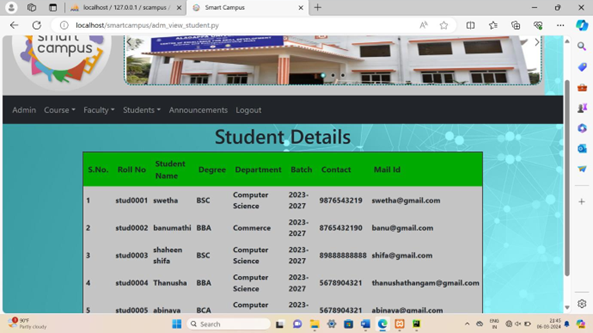 localhost / 127.0.0.1 / scampus /
Smart Campus
localhost/smartcampus/adm_view_student.py
smart
campus
Admin Course Faculty Students Announcements Logout
Student Details
S.No. Roll No Student Name Degree Department Batch Contact Mail Id
1 stud0001 swetha BSC Computer Science 2023-2027 9876543219 swetha@gmail.com
2 stud0002 banumathi BBA Commerce 2023-2027 8765432190 banu@gmail.com
3 stud0003 shaheen shifa BSC Computer Science 2023-2027 89888888888 shifa@gmail.com
4 stud0004 Thanusha BBA Computer Science 2023-2027 5678904321 thanushathangam@gmail.com
5 stud0005 abinaya BCA Computer 2023- 5678904321 abinaya@gmail.com
90°F
Partly cloudy
Search
ENG
IN
22:45
06-05-2024